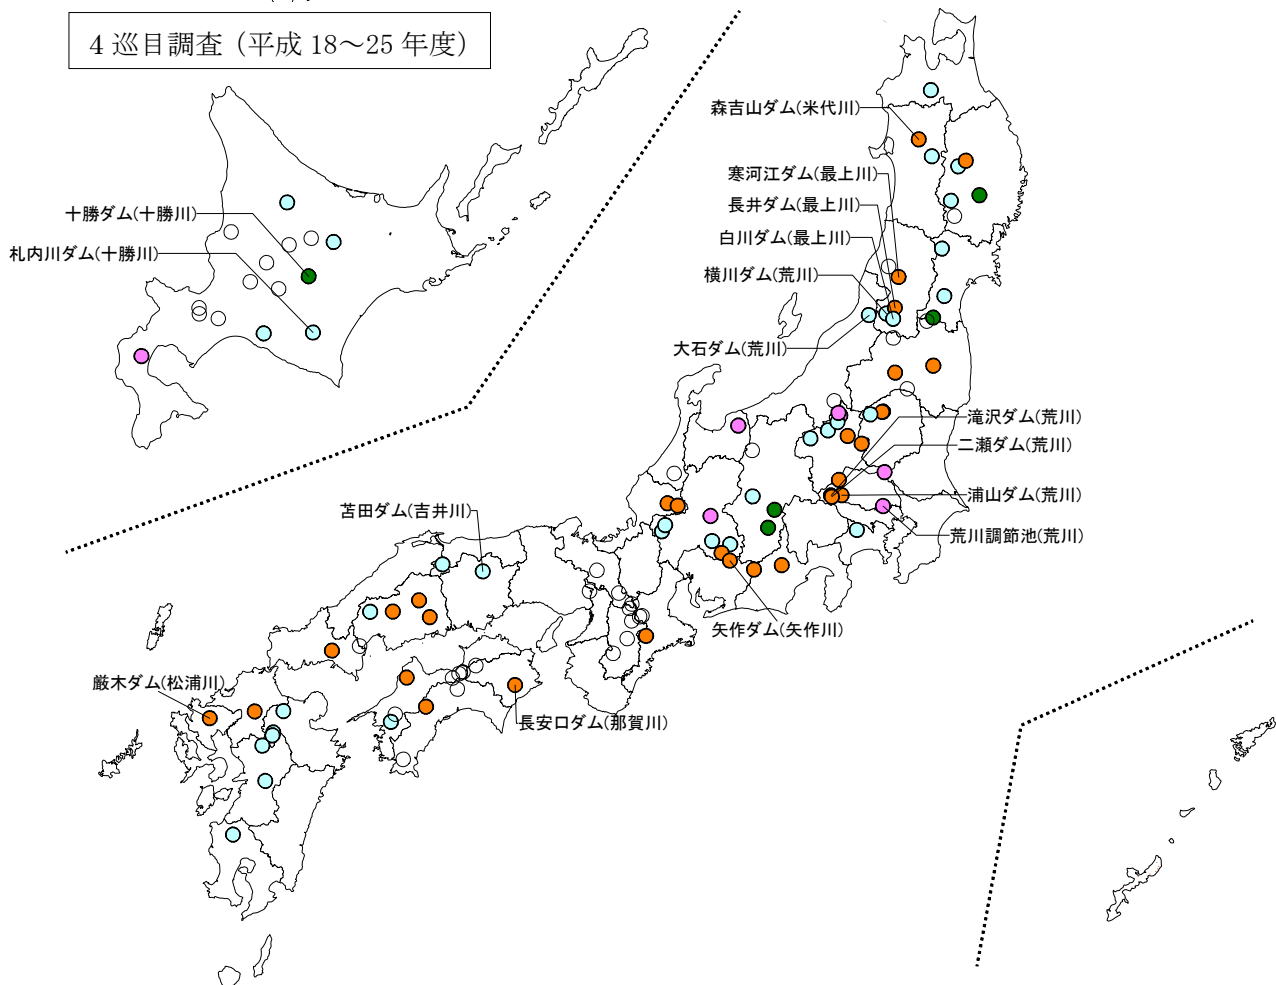 4巡目調査（平成 18～25 年度）
森吉山ダム(米代川)
寒河江ダム(最上川)
長井ダム(最上川)
白川ダム(最上川)
横川ダム(荒川)
大石ダム(荒川)
十勝ダム(十勝川)
札内川ダム(十勝川)
滝沢ダム(荒川)
二瀬ダム(荒川)
浦山ダム(荒川)
荒川調節池(荒川)
苫田ダム(吉井川)
矢作ダム(矢作川)
厳木ダム(松浦川)
長安口ダム(那賀川)